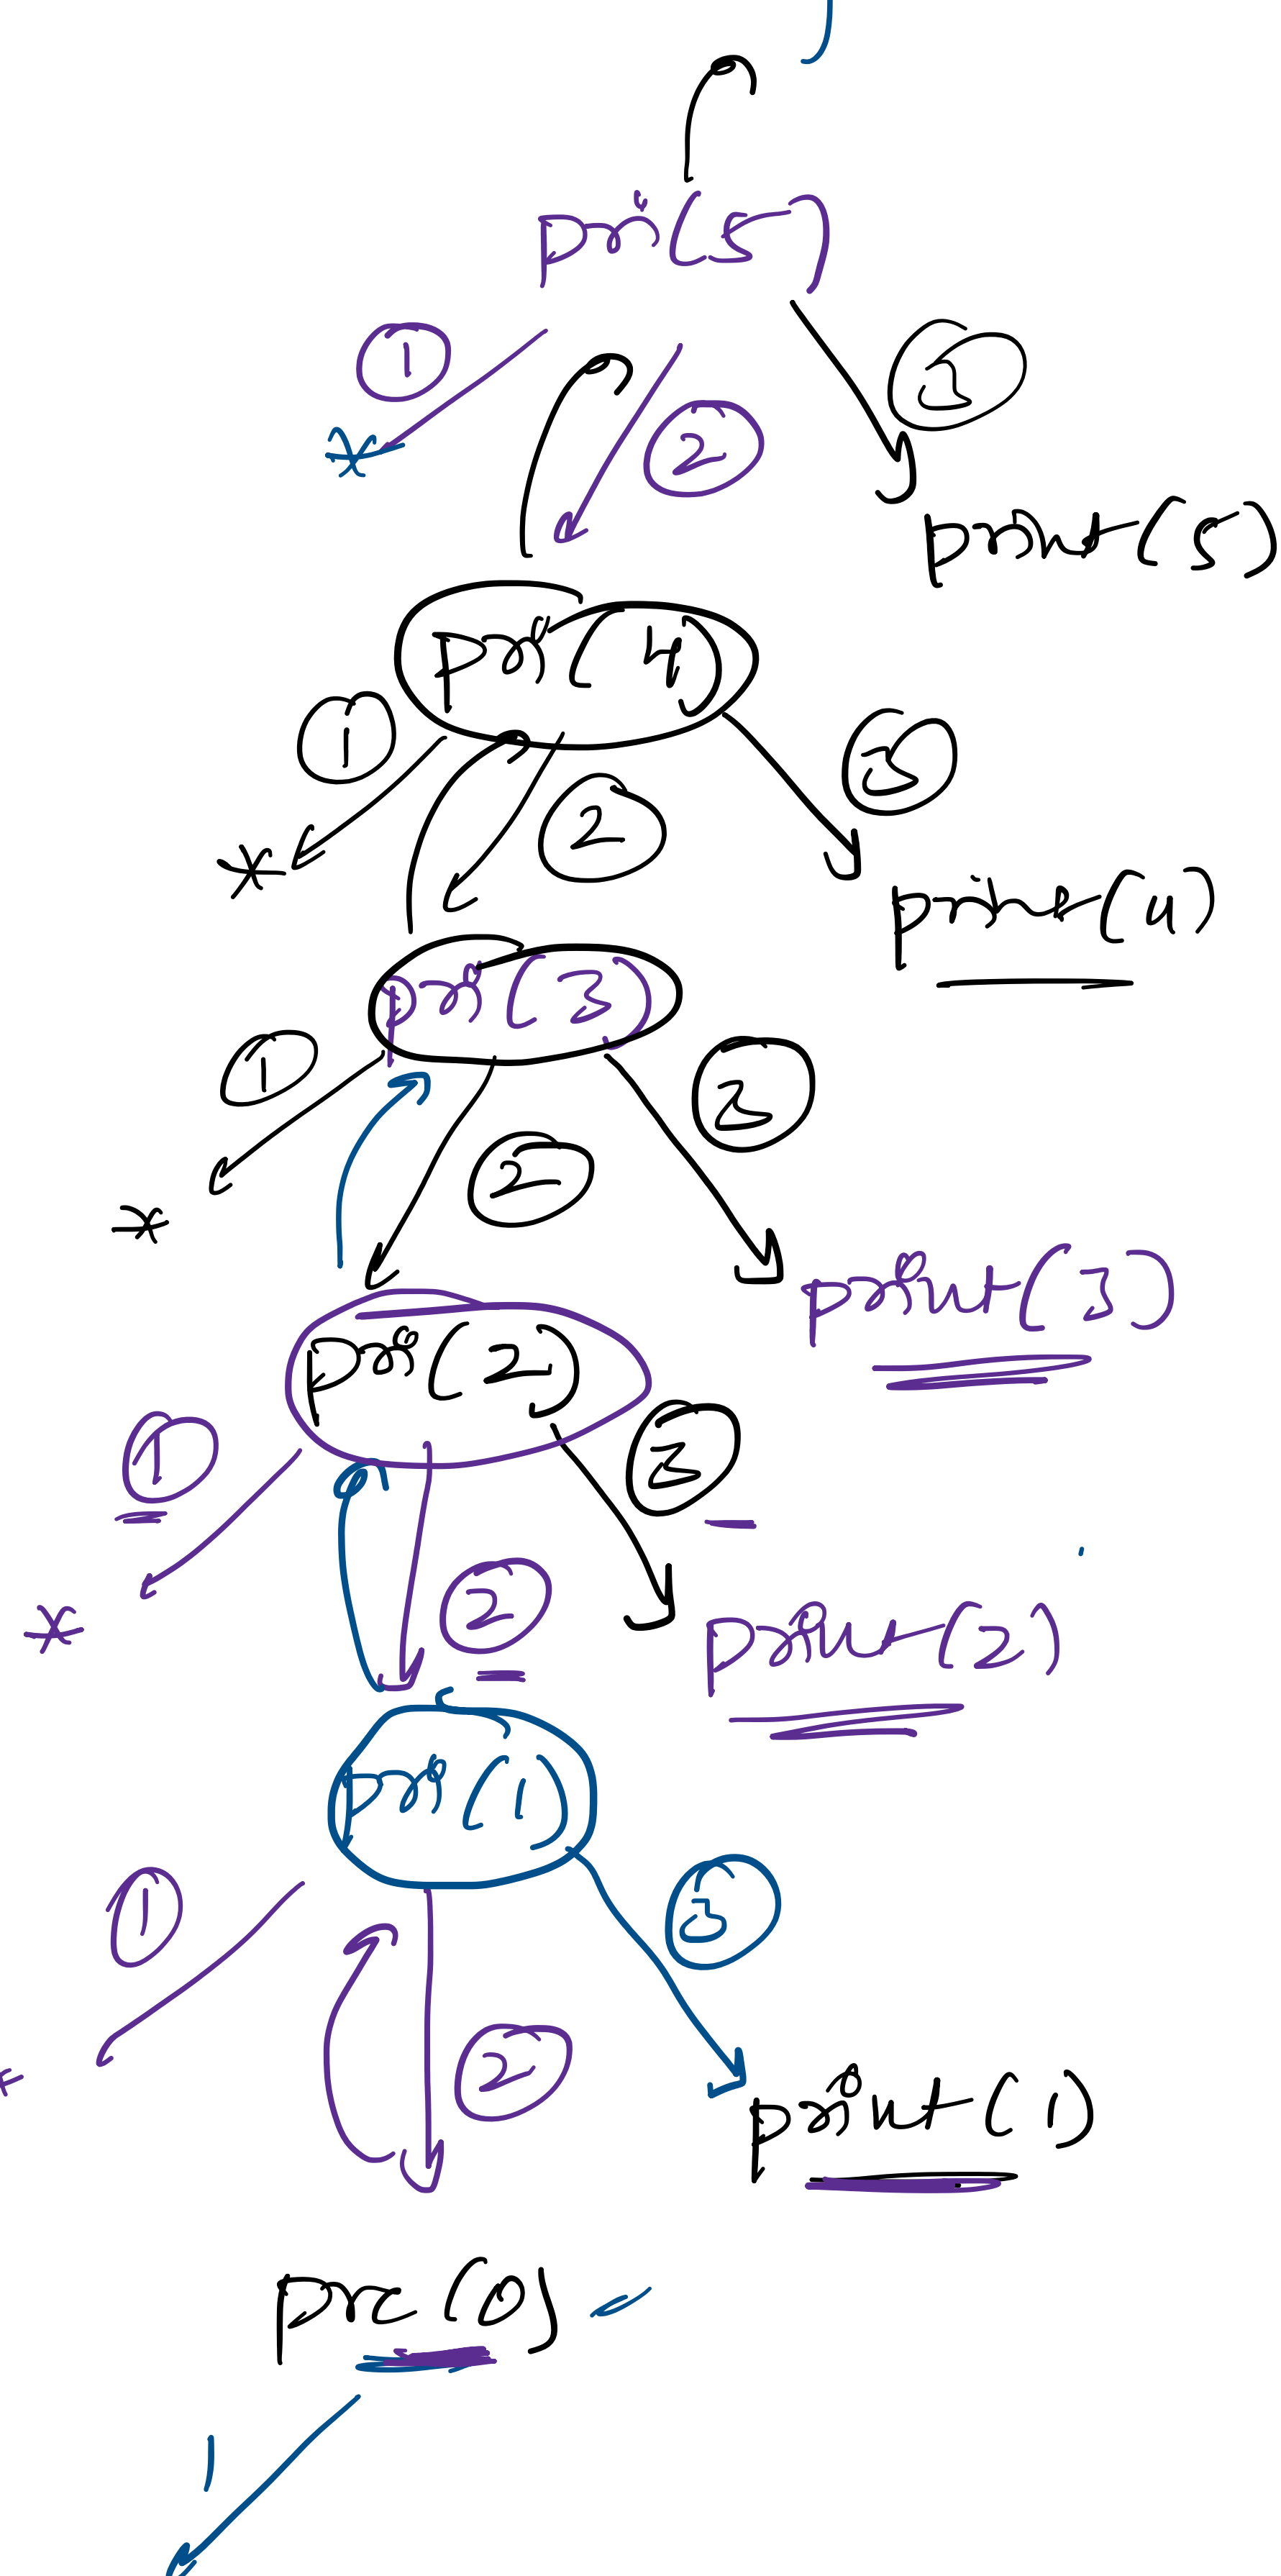 pri(5)
1
3
*
2
print(5)
pri(4)
1
3
2
*
print(4)
pri(3)
1
3
2
*
print(3)
pri(2)
1
3
2
*
print(2)
pri(1)
1
3
2
*
print(1)
pri(0)
1